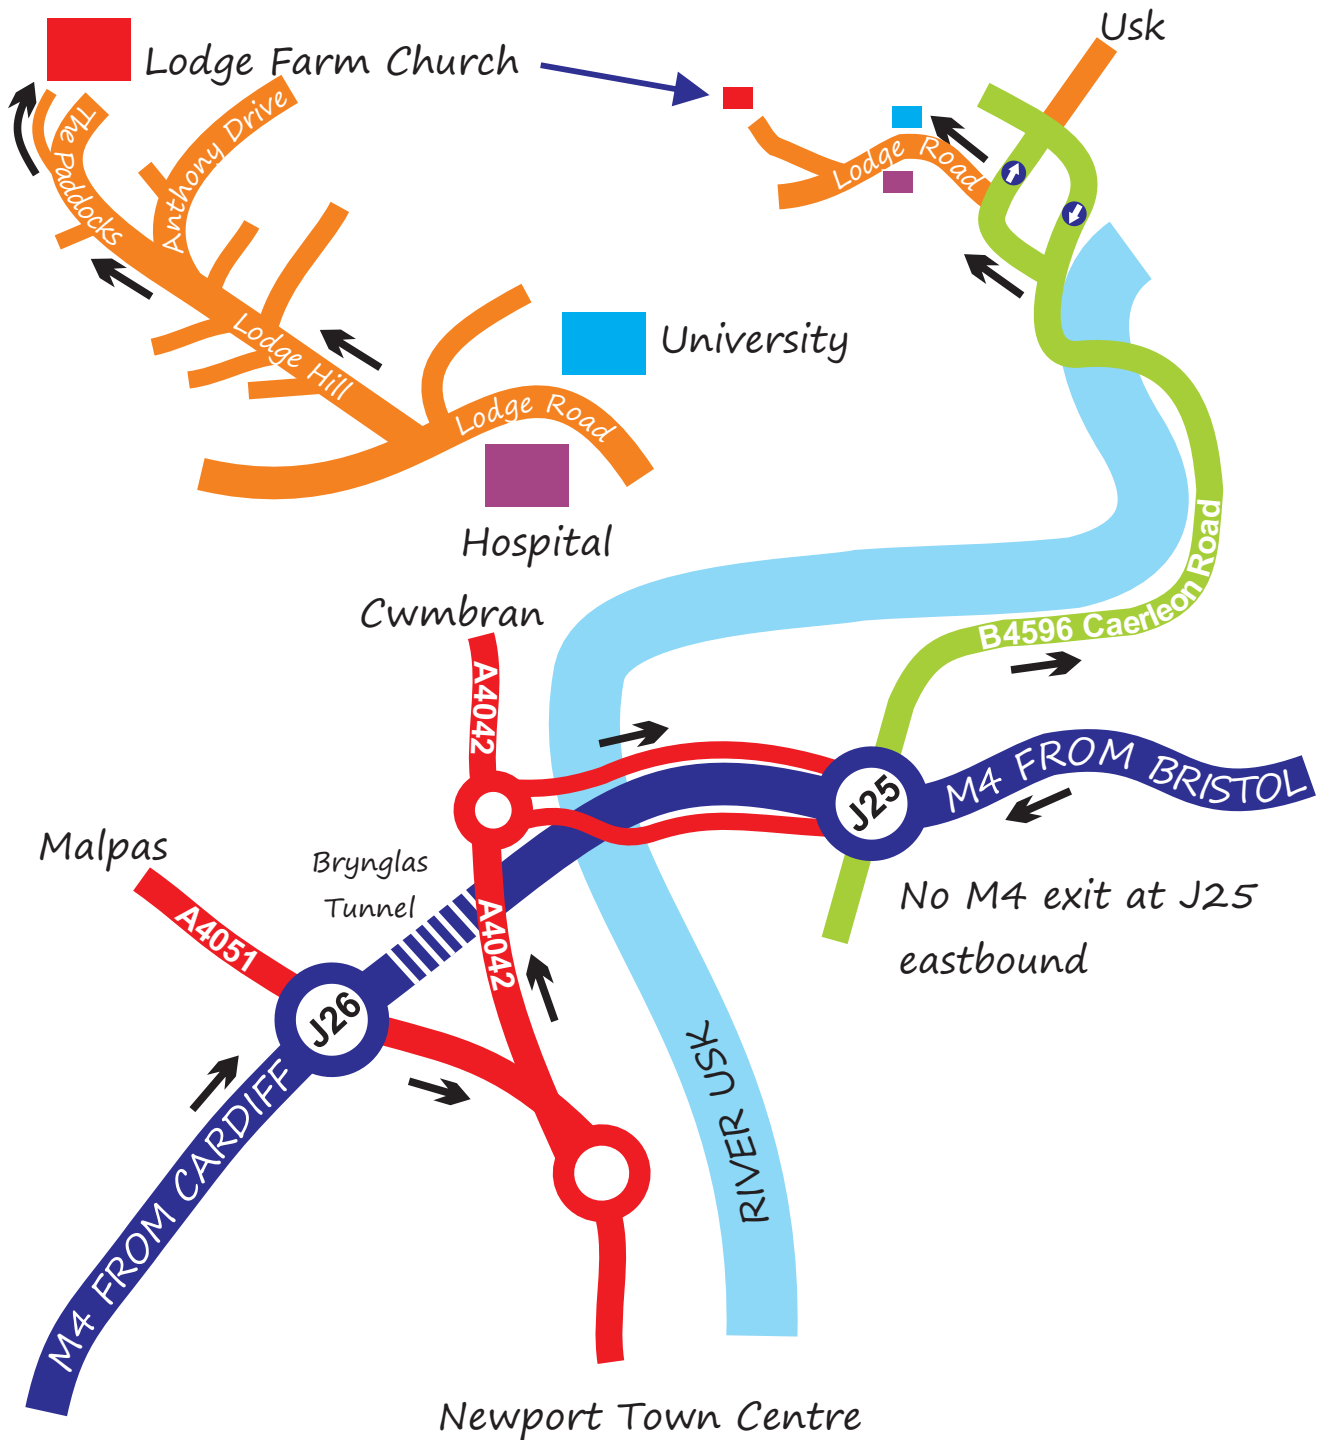 Usk
Lodge Farm Church
The Paddocks
Anthony Drive
Lodge Road
Lodge Hill
University
Lodge Road
Hospital
Cwmbran
B4596 Caerleon Road
A4042
M4 FROM BRISTOL
J25
Malpas
Brynglas
Tunnel
No M4 exit at J25
eastbound
A4051
A4042
J26
RIVER USK
M4 FROM CARDIFF
Newport Town Centre